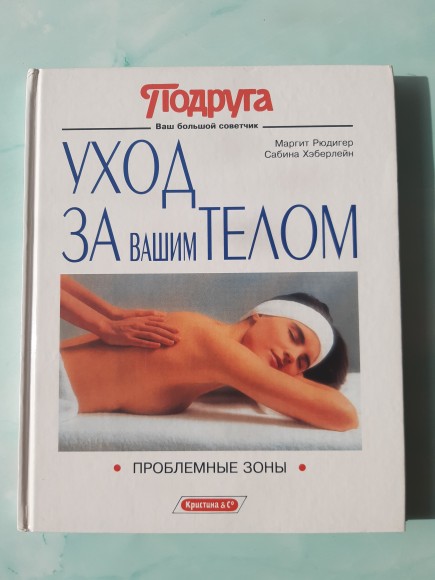 Подруга
Ваш большой советчик
Маргит Рюдигер
Сабина Хэберлейн
УХОД
ЗА ВАШИМ ТЕЛОМ
• ПРОБЛЕМНЫЕ ЗОНЫ •
Кристина & Cº